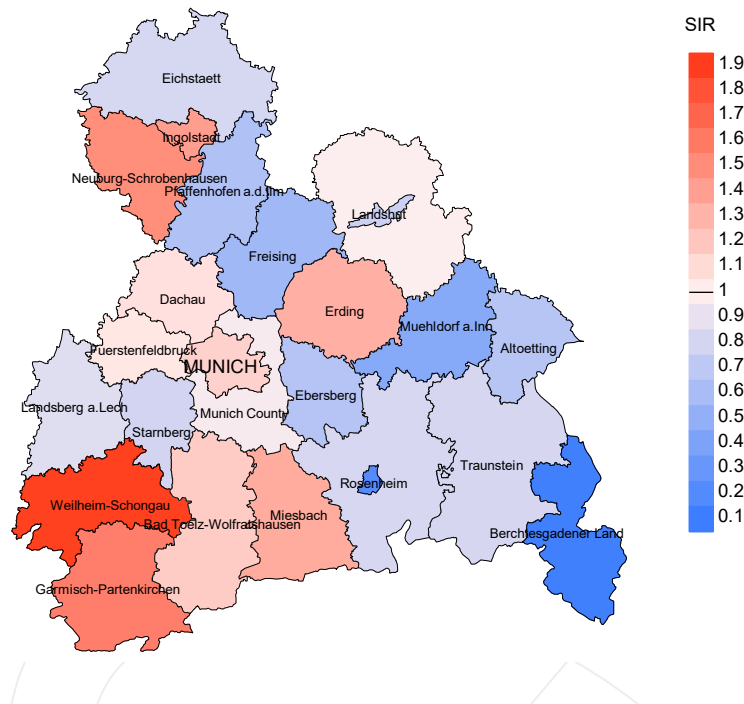 SIR
Eichstaett
Ingolstadt
Neuburg-Schrobenhausen
Pfaffenhofen a.d.Ilm
Landshut
Freising
Dachau
Erding
Muehldorf a.Inn
Altoetting
Fuerstenfeldbruck
MUNICH
Ebersberg
Landsberg a.Lech
Munich County
Starnberg
Traunstein
Rosenheim
Weilheim-Schongau
Miesbach
Bad Toelz-Wolfratshausen
Berchtesgadener Land
Garmisch-Partenkirchen
1.9
1.8
1.7
1.6
1.5
1.4
1.3
1.2
1.1
1
0.9
0.8
0.7
0.6
0.5
0.4
0.3
0.2
0.1